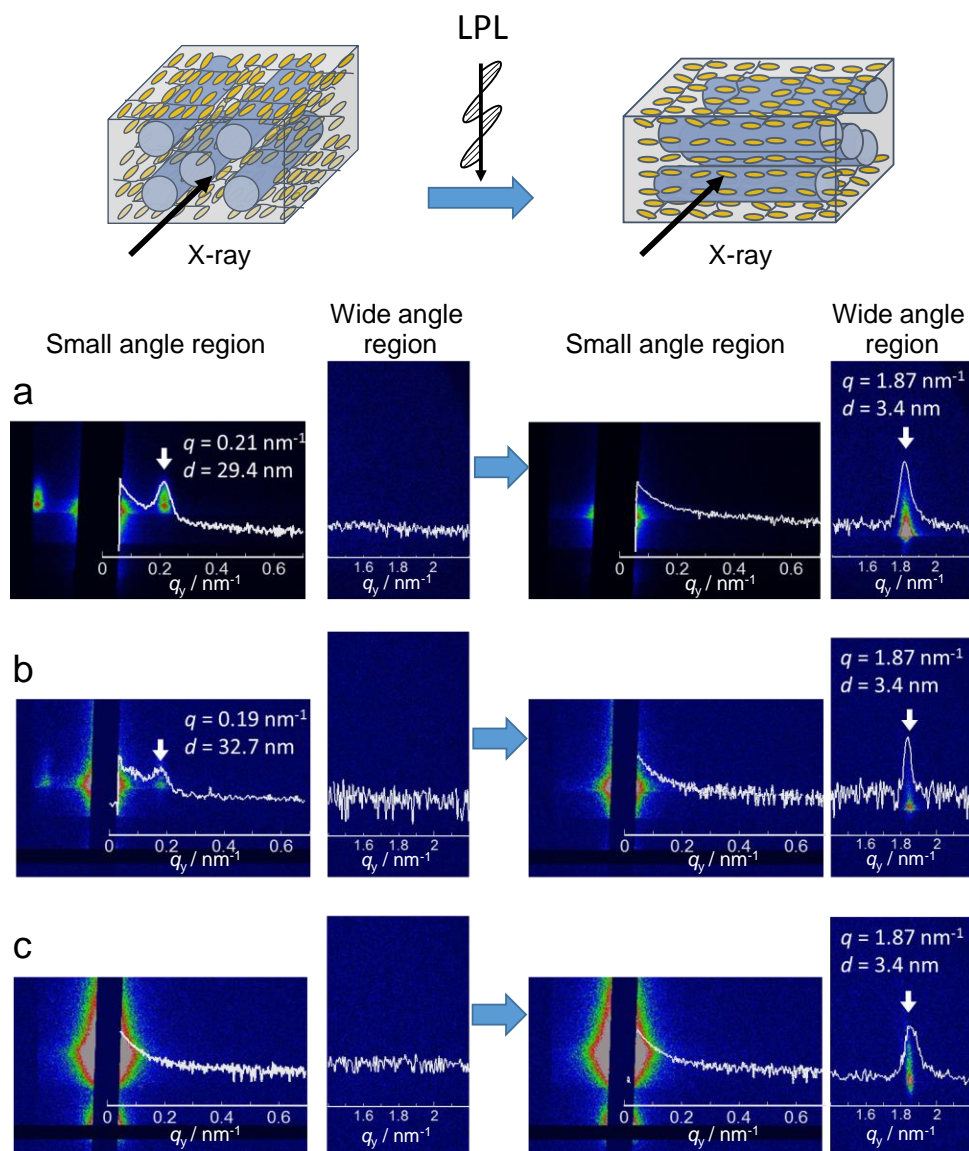 LPL
X-ray
X-ray
Small angle region
Wide angle
region
Small angle region
Wide angle
region
a
q = 0.21 nm⁻¹
d = 29.4 nm
0 0.2 0.4 0.6
qy / nm⁻¹
1.6 1.8 2
qy / nm⁻¹
0 0.2 0.4 0.6
qy / nm⁻¹
q = 1.87 nm⁻¹
d = 3.4 nm
1.6 1.8 2
qy / nm⁻¹
b
q = 0.19 nm⁻¹
d = 32.7 nm
0 0.2 0.4 0.6
qy / nm⁻¹
1.6 1.8 2
qy / nm⁻¹
0 0.2 0.4 0.6
qy / nm⁻¹
q = 1.87 nm⁻¹
d = 3.4 nm
1.6 1.8 2
qy / nm⁻¹
c
0 0.2 0.4 0.6
qy / nm⁻¹
1.6 1.8 2
qy / nm⁻¹
0 0.2 0.4 0.6
qy / nm⁻¹
q = 1.87 nm⁻¹
d = 3.4 nm
1.6 1.8 2
qy / nm⁻¹